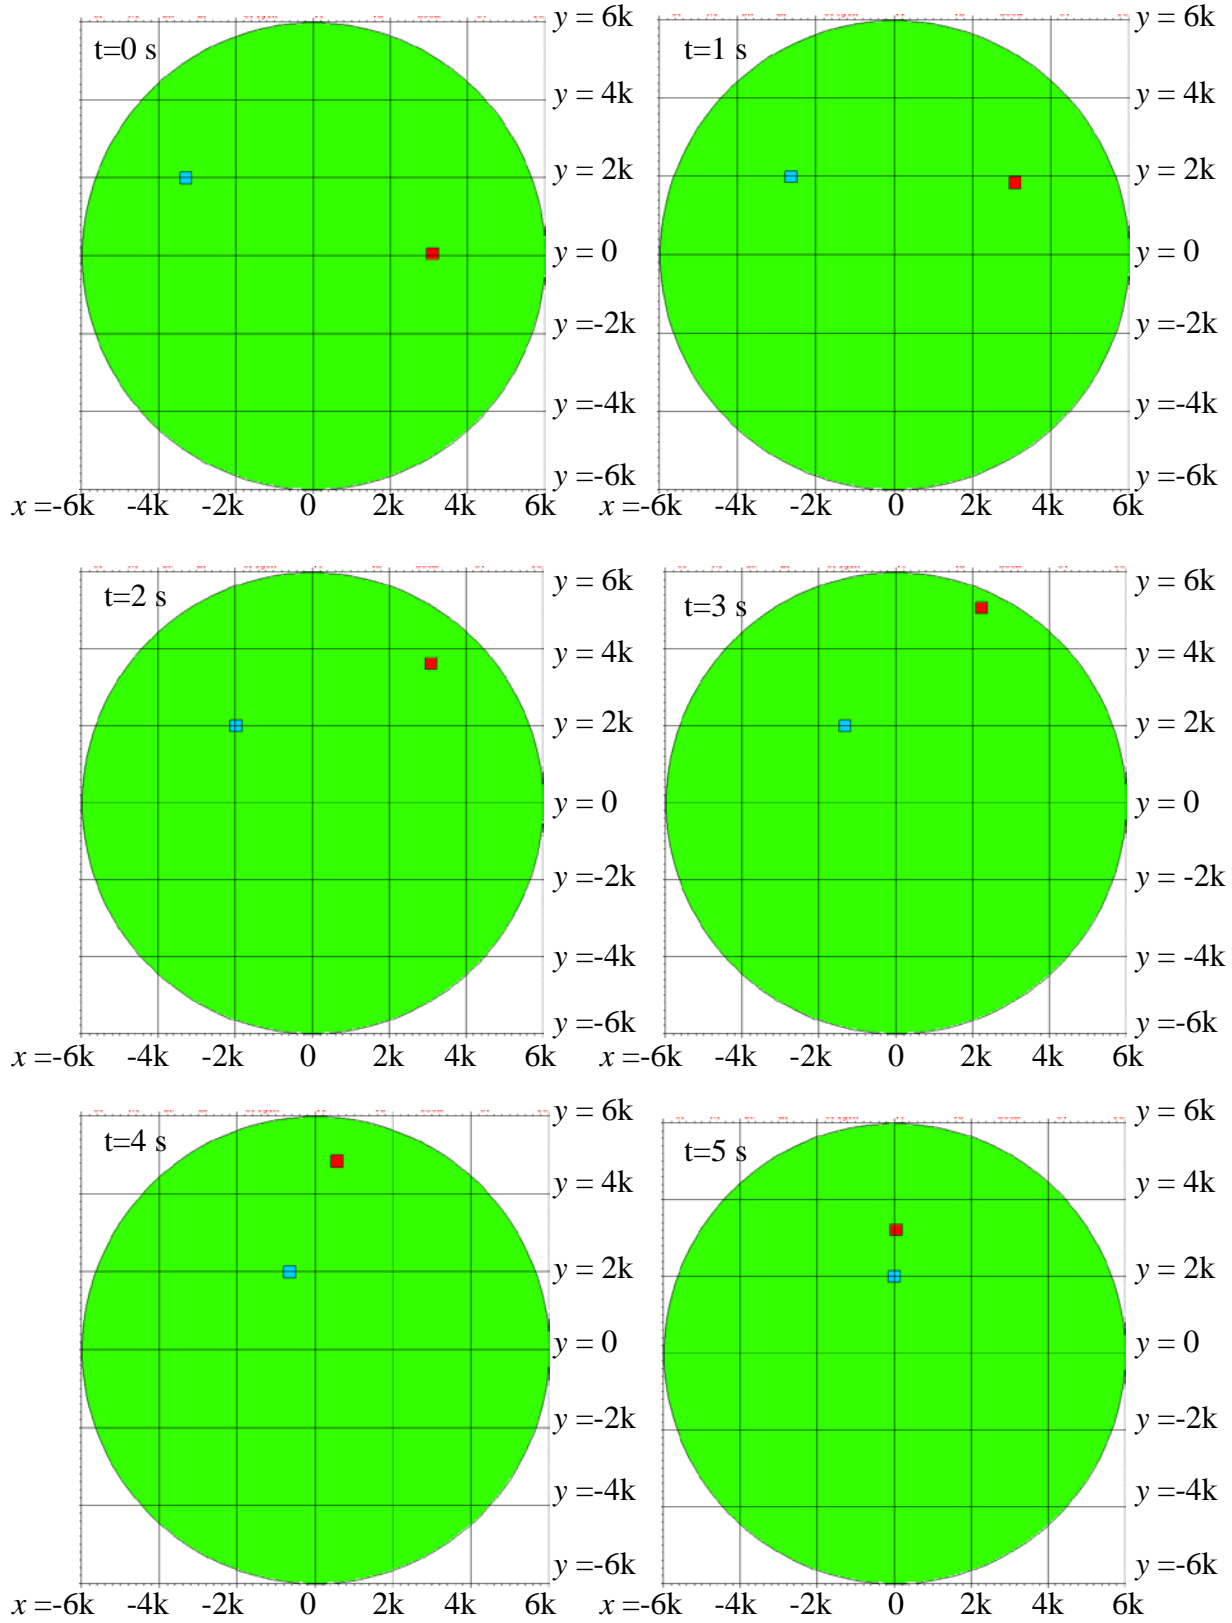 t=0 s
y = 6k
y = 4k
y = 2k
y = 0
y =-2k
y =-4k
y =-6k
x =-6k -4k -2k 0 2k 4k 6k
t=1 s
y = 6k
y = 4k
y = 2k
y = 0
y =-2k
y =-4k
y =-6k
x =-6k -4k -2k 0 2k 4k 6k
t=2 s
y = 6k
y = 4k
y = 2k
y = 0
y =-2k
y =-4k
y =-6k
x =-6k -4k -2k 0 2k 4k 6k
t=3 s
y = 6k
y = 4k
y = 2k
y = 0
y = -2k
y = -4k
y =-6k
x =-6k -4k -2k 0 2k 4k 6k
t=4 s
y = 6k
y = 4k
y = 2k
y = 0
y =-2k
y =-4k
y =-6k
x =-6k -4k -2k 0 2k 4k 6k
t=5 s
y = 6k
y = 4k
y = 2k
y = 0
y =-2k
y =-4k
y =-6k
x =-6k -4k -2k 0 2k 4k 6k